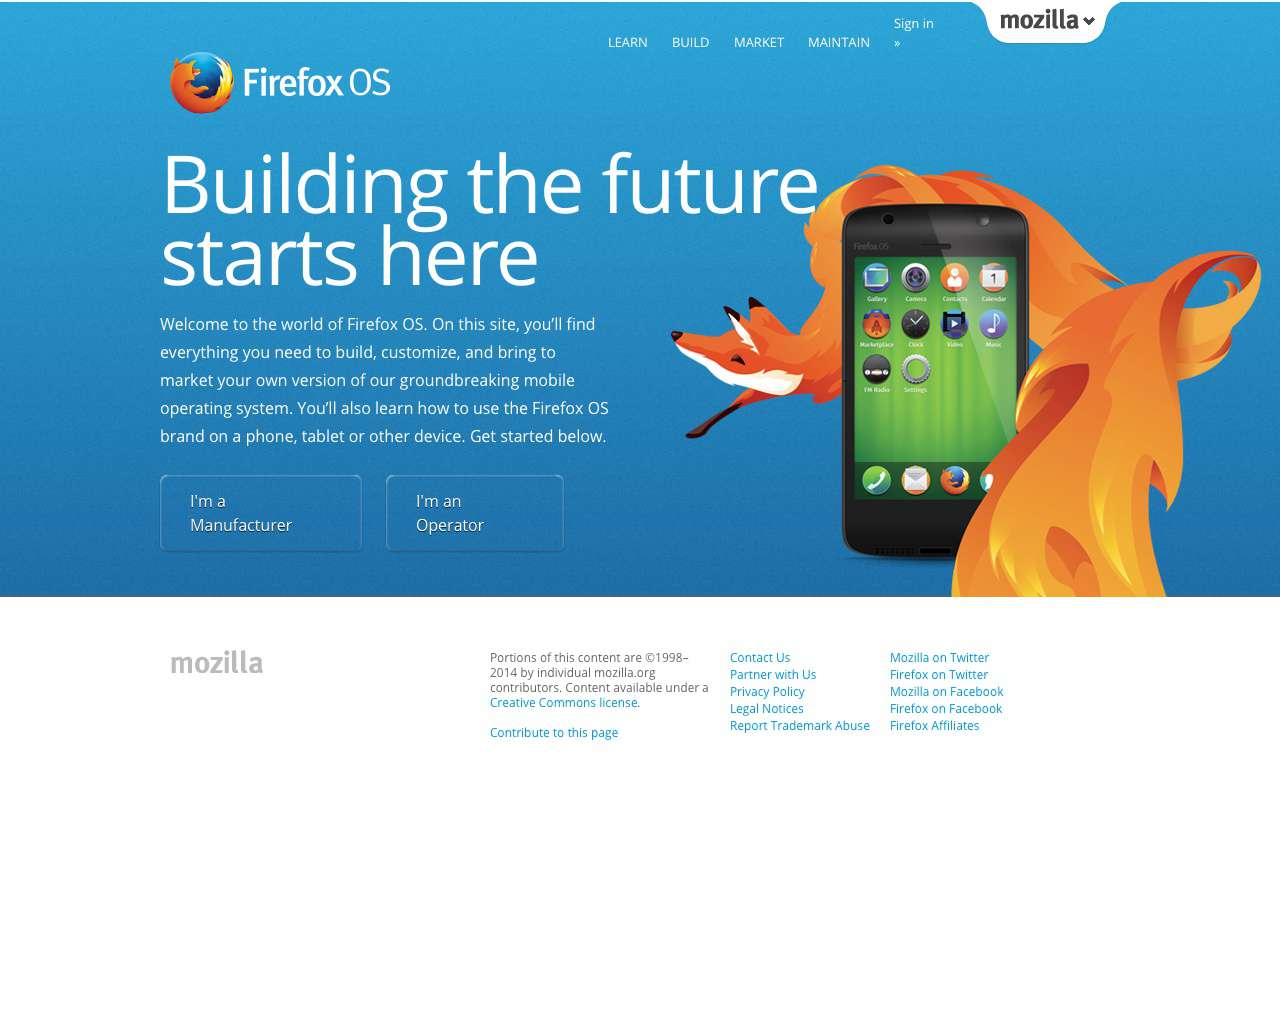 Sign in
»
LEARN BUILD MARKET MAINTAIN
mozilla
Firefox OS
Building the future
starts here
Welcome to the world of Firefox OS. On this site, you’ll find
everything you need to build, customize, and bring to
market your own version of our groundbreaking mobile
operating system. You’ll also learn how to use the Firefox OS
brand on a phone, tablet or other device. Get started below.
I'm a
Manufacturer
I'm an
Operator
Firefox OS
Gallery Camera Contacts Calendar
1
Marketplace Clock Video Music
FM Radio Settings
mozilla
Portions of this content are ©1998–
2014 by individual mozilla.org
contributors. Content available under a
Creative Commons license.
Contribute to this page
Contact Us
Partner with Us
Privacy Policy
Legal Notices
Report Trademark Abuse
Mozilla on Twitter
Firefox on Twitter
Mozilla on Facebook
Firefox on Facebook
Firefox Affiliates